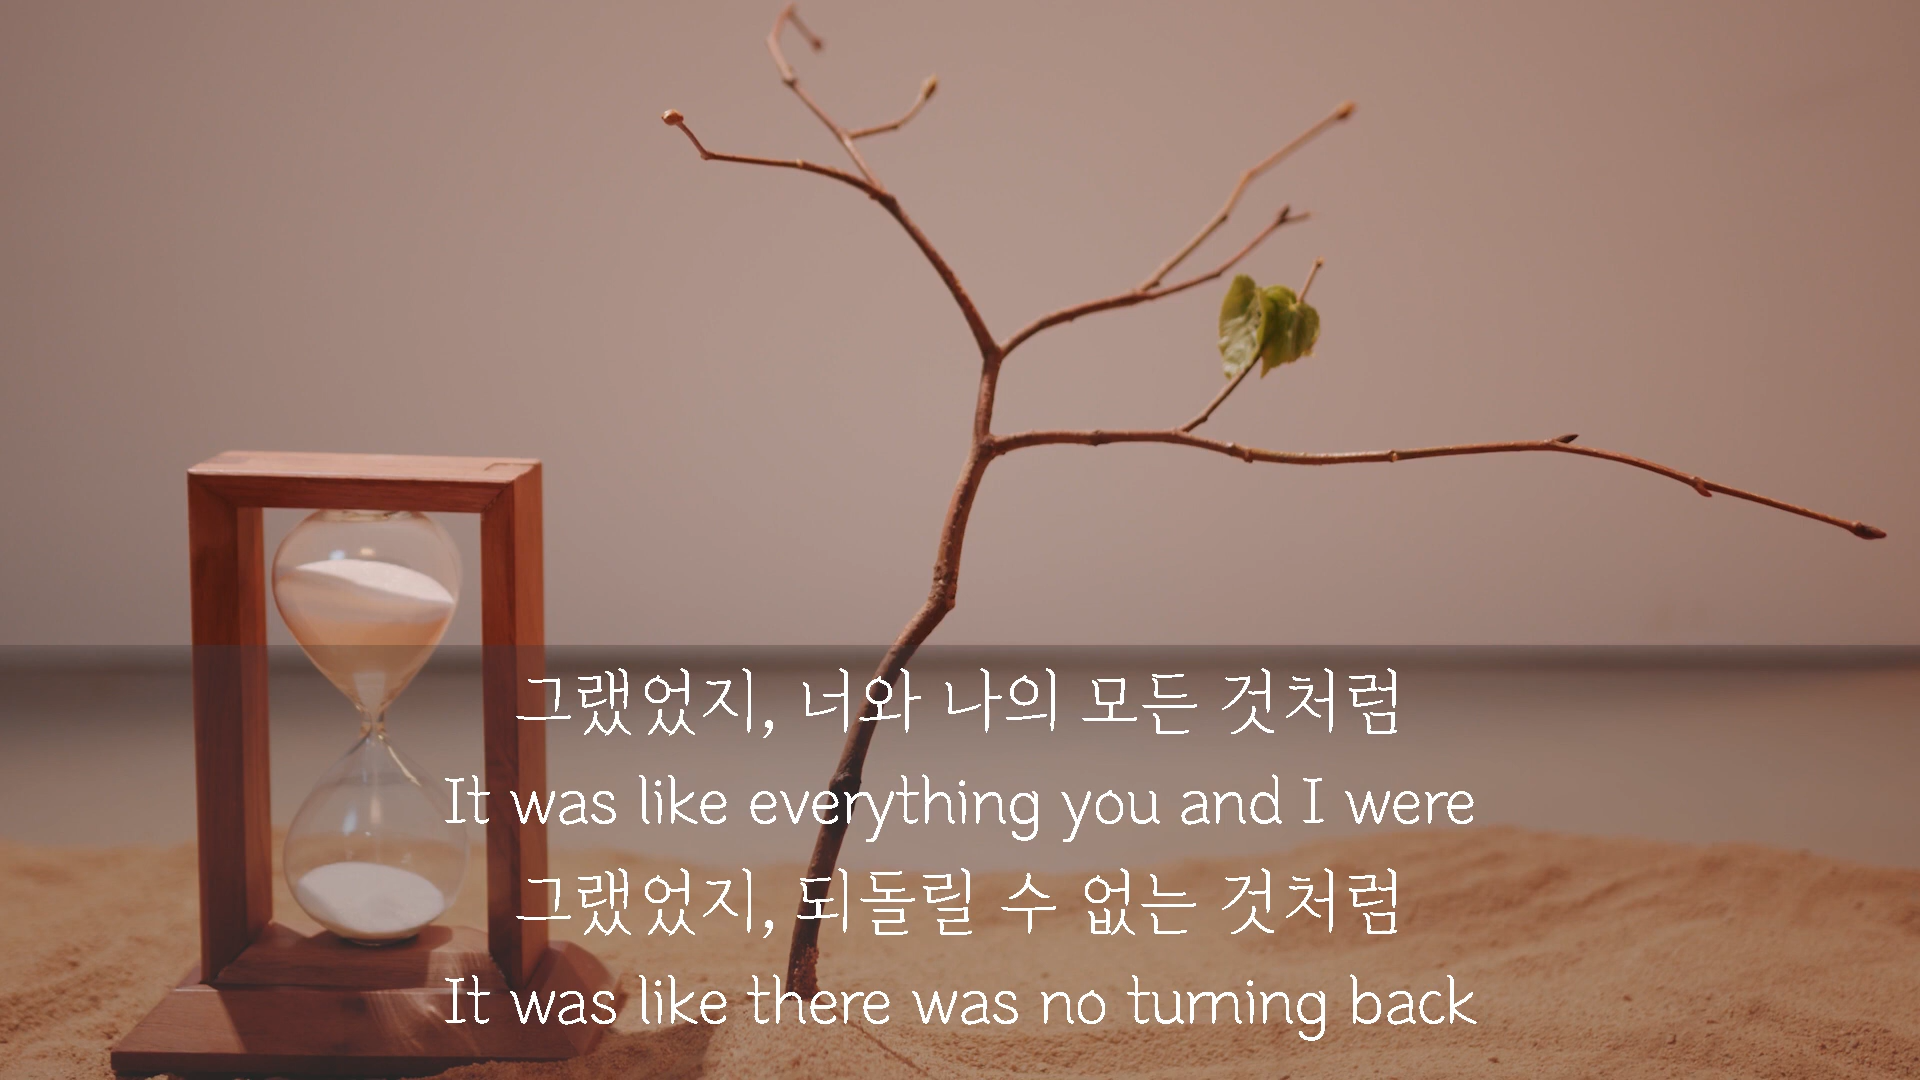 그랬었지, 너와 나의 모든 것처럼
It was like everything you and I were
그랬었지, 되돌릴 수 없는 것처럼
It was like there was no turning back